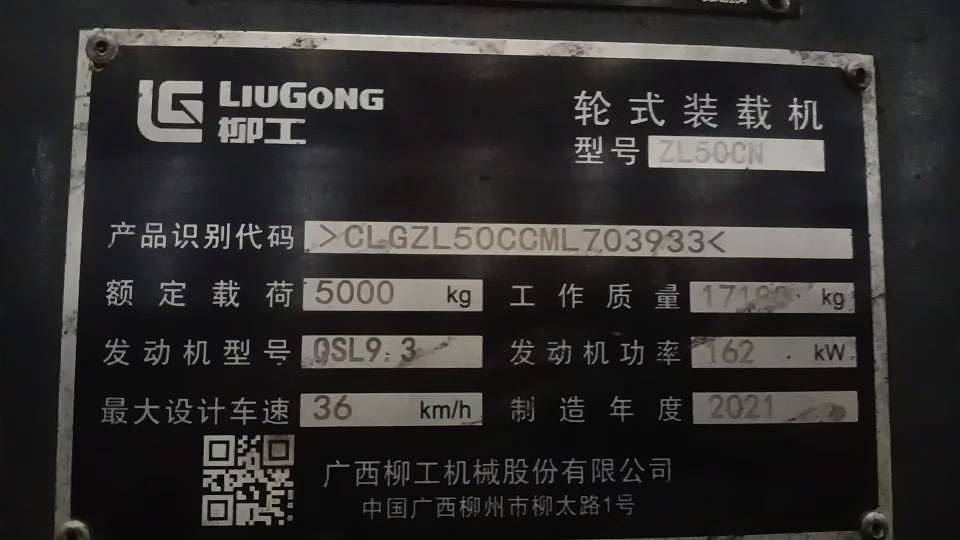 LIUGONG
柳工
轮式装载机
型号 ZL50CN
产品识别代码 >CLGZL50CCML703933<
额定载荷 5000 kg 工作质量 kg
发动机型号 QSL9.3 发动机功率 162 kW
最大设计车速 36 km/h 制造年度 2021
广西柳工机械股份有限公司
中国广西柳州市柳太路1号